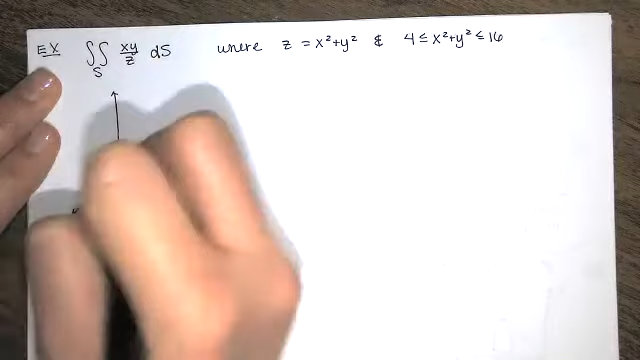 EX ∬_S xy/z dS where z = x²+y² & 4 ≤ x²+y² ≤ 16